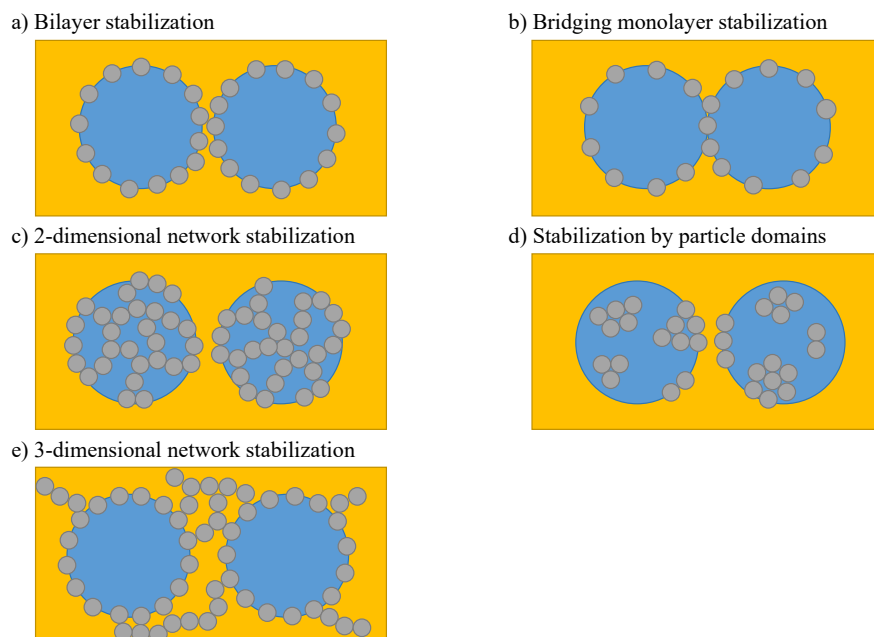 a) Bilayer stabilization
b) Bridging monolayer stabilization
c) 2-dimensional network stabilization
d) Stabilization by particle domains
e) 3-dimensional network stabilization